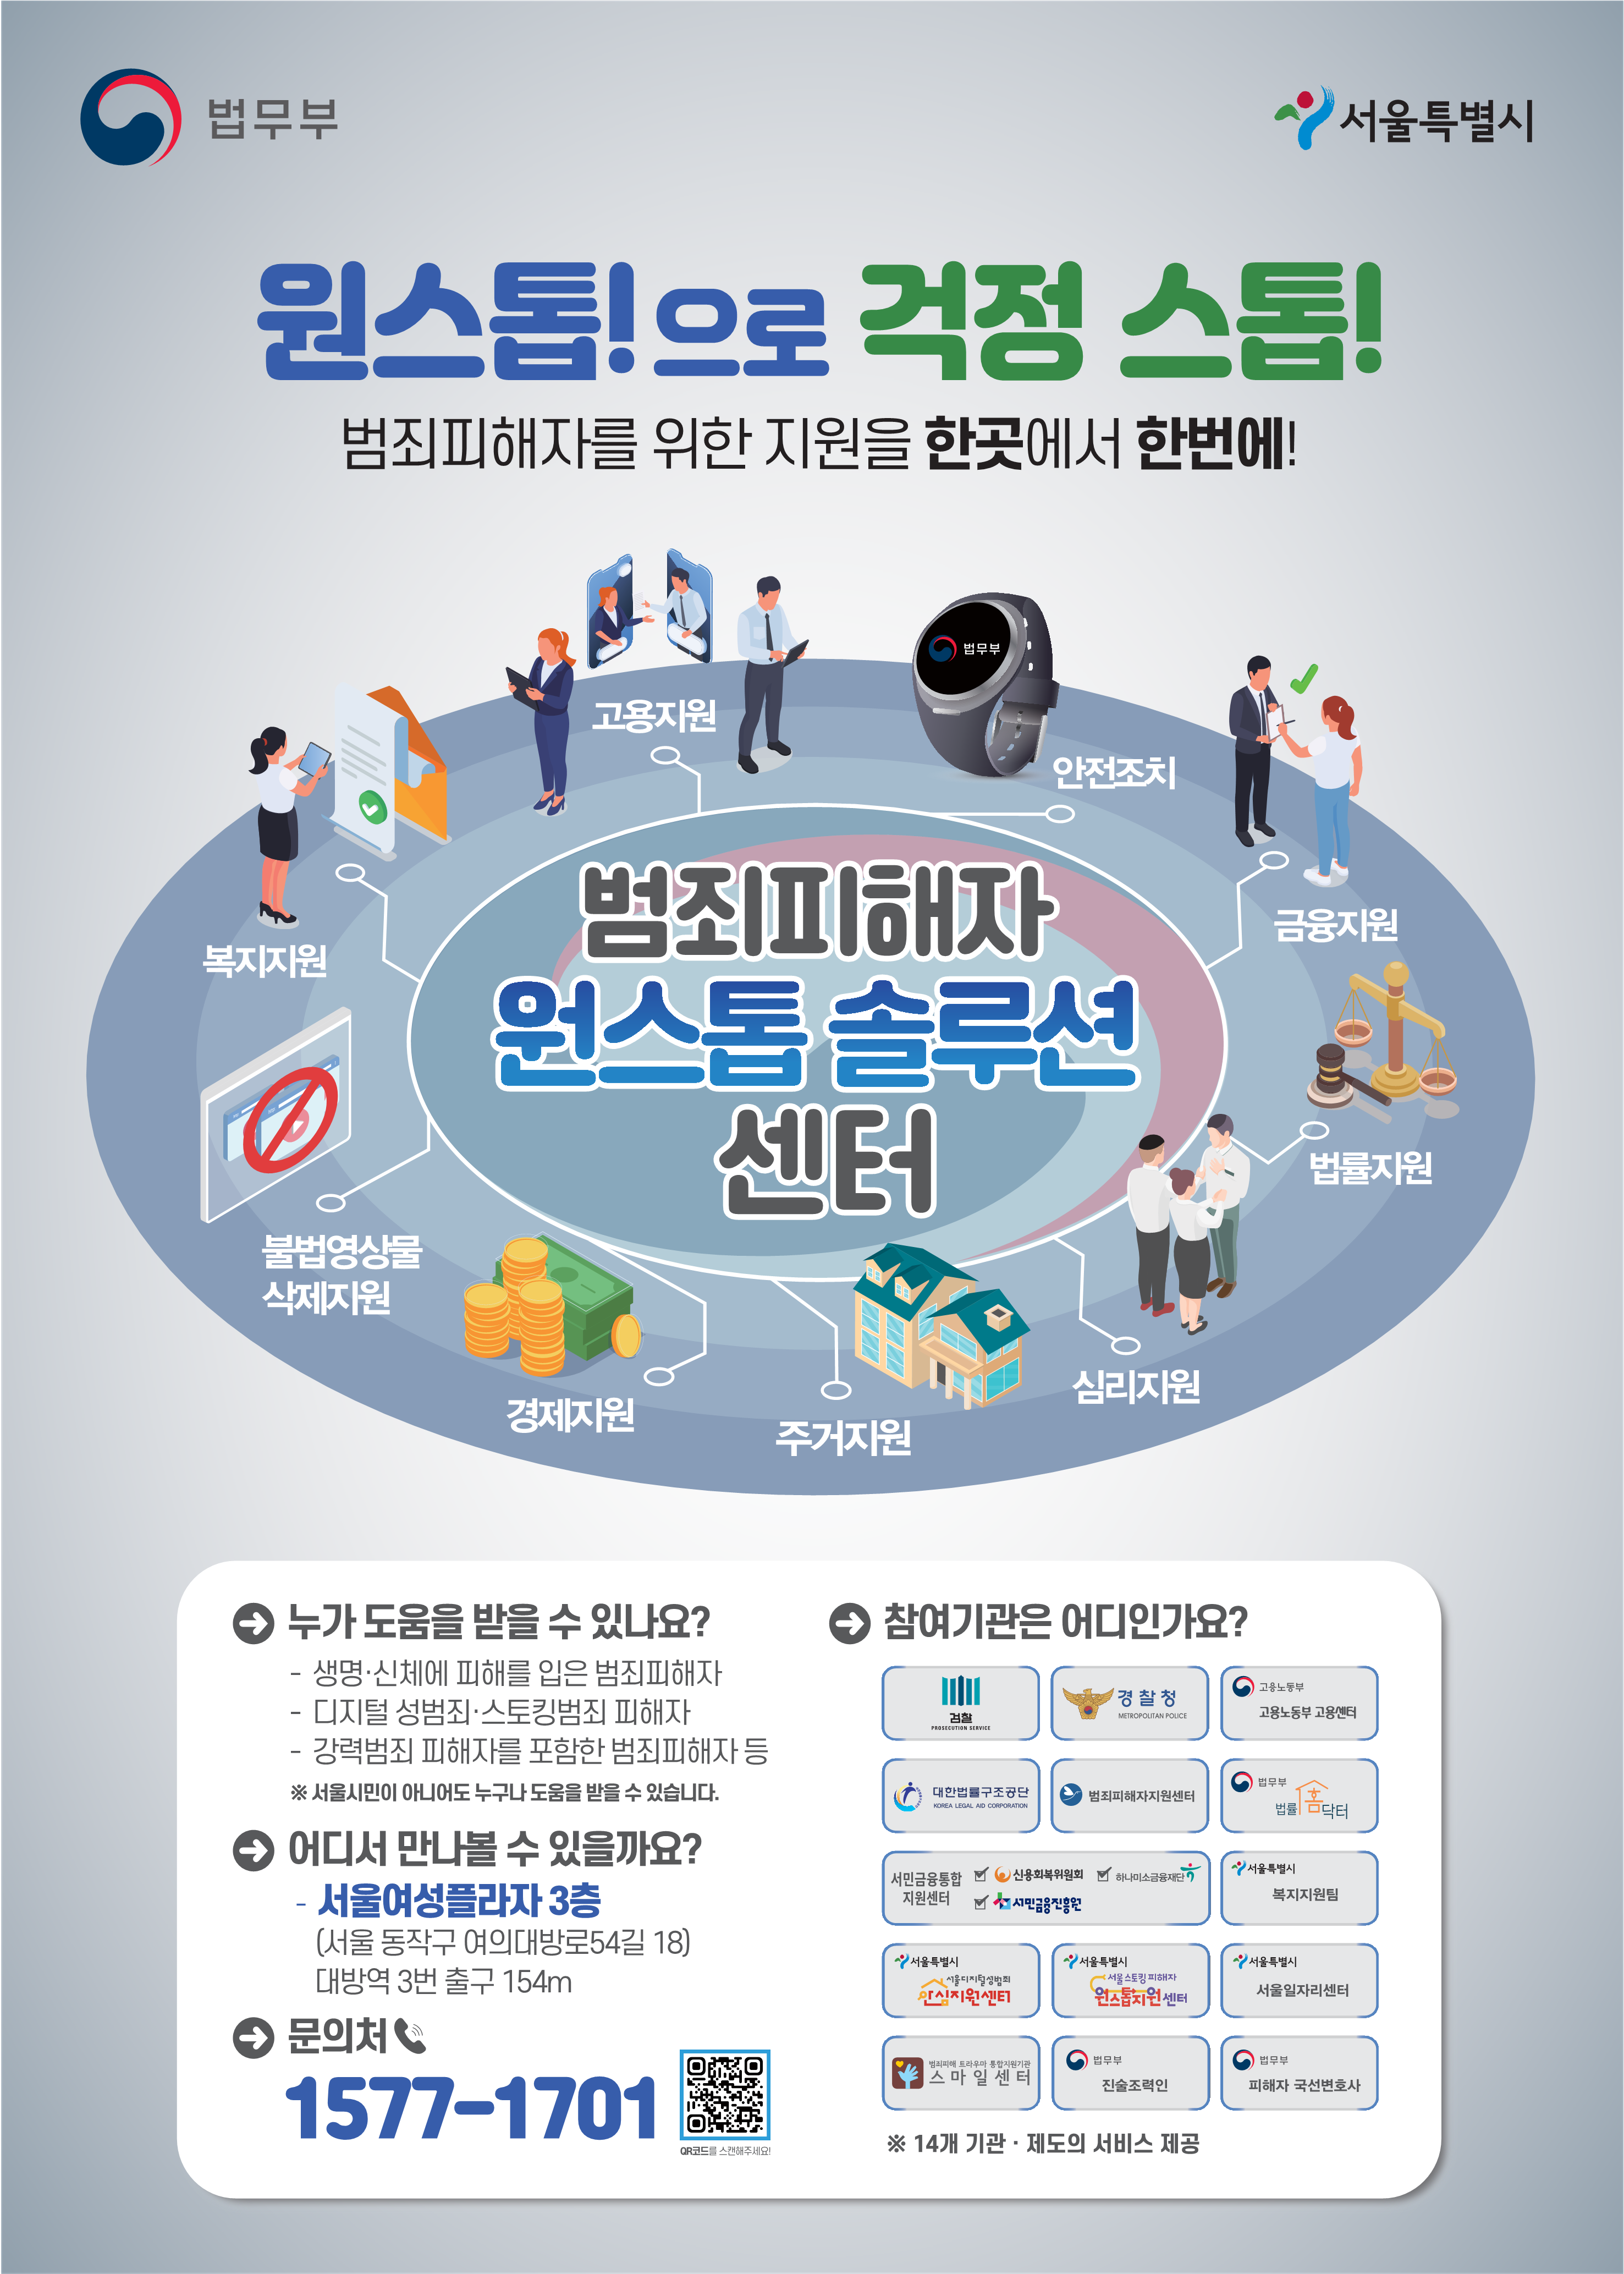 법무부
서울특별시
원스톱!으로 걱정 스톱!
범죄피해자를 위한 지원을 한곳에서 한번에!
고용지원
법무부
안전조치
금융지원
복지지원
범죄피해자
원스톱 솔루션
센터
법률지원
불법영상물
삭제지원
경제지원
주거지원
심리지원
누가 도움을 받을 수 있나요?
- 생명·신체에 피해를 입은 범죄피해자
- 디지털 성범죄·스토킹범죄 피해자
- 강력범죄 피해자를 포함한 범죄피해자 등
※ 서울시민이 아니어도 누구나 도움을 받을 수 있습니다.
어디서 만나볼 수 있을까요?
- 서울여성플라자 3층
(서울 동작구 여의대방로54길 18)
대방역 3번 출구 154m
문의처
1577-1701
QR코드를 스캔해주세요!
참여기관은 어디인가요?
검찰
PROSECUTION SERVICE
경찰청
METROPOLITAN POLICE
고용노동부
고용노동부 고용센터
대한법률구조공단
KOREA LEGAL AID CORPORATION
범죄피해자지원센터
법무부
법률홈닥터
서민금융통합
지원센터
신용회복위원회
하나미소금융재단
서민금융진흥원
서울특별시
복지지원팀
서울특별시
서울디지털성범죄
안심지원센터
서울특별시
서울스토킹피해자
원스톱지원센터
서울특별시
서울일자리센터
범죄피해 트라우마 통합지원기관
스마일센터
법무부
진술조력인
법무부
피해자 국선변호사
※ 14개 기관·제도의 서비스 제공